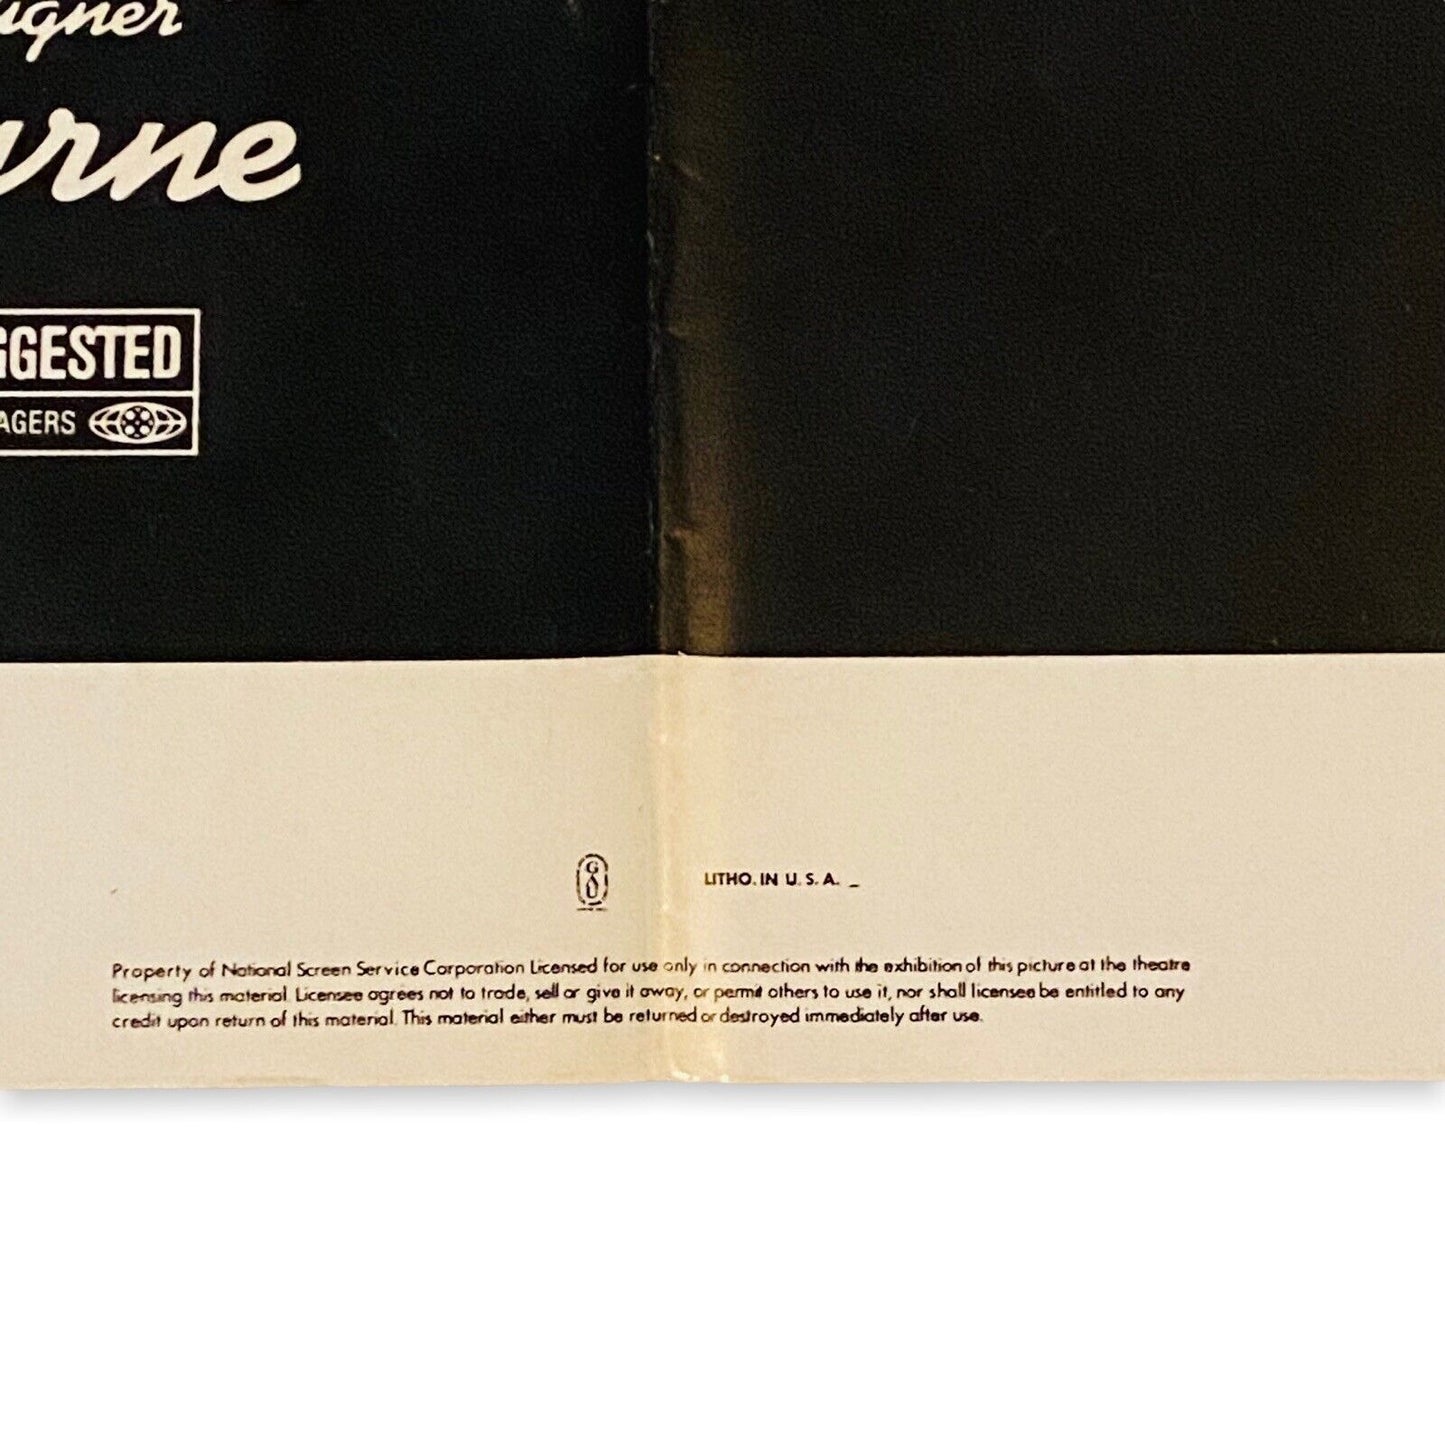 igner
urne
GGESTED
AGERS
LITHO. IN U. S. A.
Property of National Screen Service Corporation Licensed for use only in connection with the exhibition of this picture at the theatre
licensing this material. Licensee agrees not to trade, sell or give it away, or permit others to use it, nor shall licensee be entitled to any
credit upon return of this material. This material either must be returned or destroyed immediately after use.